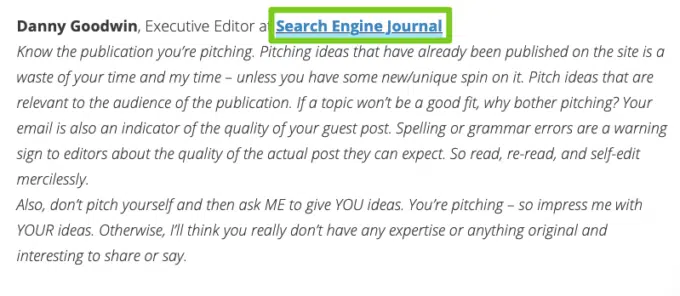 Danny Goodwin, Executive Editor at Search Engine Journal
Know the publication you’re pitching. Pitching ideas that have already been published on the site is a
waste of your time and my time – unless you have some new/unique spin on it. Pitch ideas that are
relevant to the audience of the publication. If a topic won’t be a good fit, why bother pitching? Your
email is also an indicator of the quality of your guest post. Spelling or grammar errors are a warning
sign to editors about the quality of the actual post they can expect. So read, re-read, and self-edit
mercilessly.
Also, don’t pitch yourself and then ask ME to give YOU ideas. You’re pitching – so impress me with
YOUR ideas. Otherwise, I’ll think you really don’t have any expertise or anything original and
interesting to share or say.